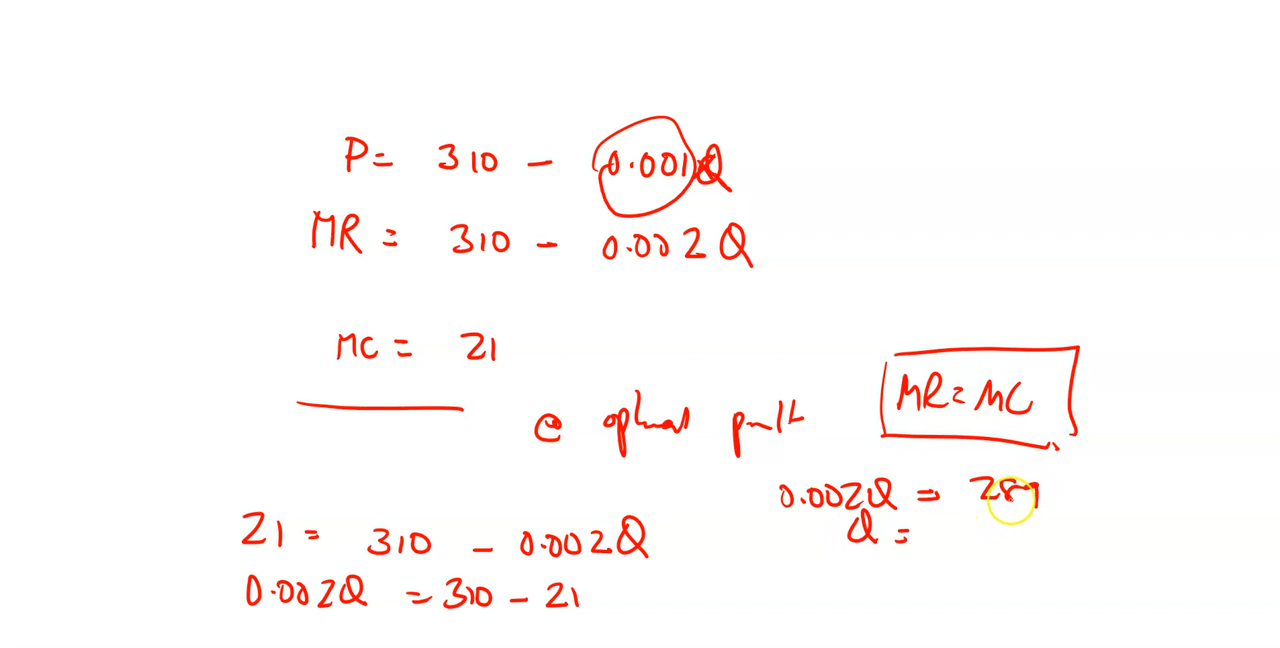 P = 310 - 0.001Q
MR = 310 - 0.002Q
MC = 21
@ optimal profit
MR = MC
0.002Q = 289
Q =
21 = 310 - 0.002Q
0.002Q = 310 - 21